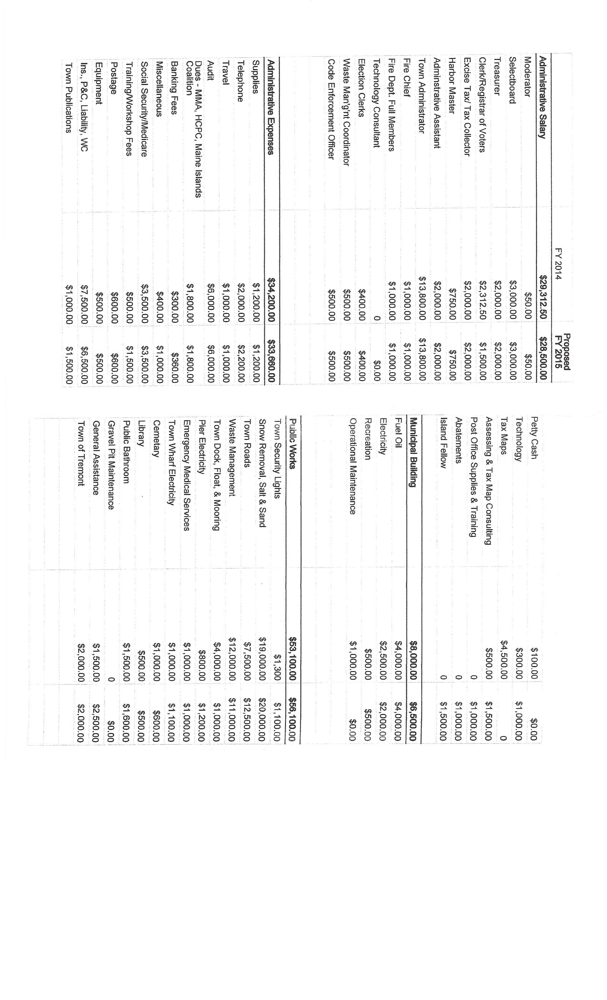 FY 2014 Proposed FY 2015
Administrative Salary $29,312.50 $28,500.00
Moderator $50.00 $50.00
Selectboard $3,000.00 $3,000.00
Treasurer $2,000.00 $2,000.00
Clerk/Registrar of Voters $2,312.50 $1,500.00
Excise Tax/ Tax Collector $2,000.00 $2,000.00
Harbor Master $750.00 $750.00
Adminstrative Assistant $2,000.00 $2,000.00
Town Administrator $13,800.00 $13,800.00
Fire Chief $1,000.00 $1,000.00
Fire Dept. Full Members $1,000.00 $1,000.00
Technology Consultant 0 $0.00
Election Clerks $400.00 $400.00
Waste Man'g'nt Coordinator $500.00 $500.00
Code Enforcement Officer $500.00 $500.00
Administrative Expenses $34,200.00 $33,660.00
Supplies $1,200.00 $1,200.00
Telephone $2,000.00 $2,200.00
Travel $1,000.00 $1,000.00
Audit $6,000.00 $6,000.00
Dues - MMA, HCPC, Maine Islands
Coalition $1,800.00 $1,800.00
Banking Fees $300.00 $360.00
Miscellaneous $400.00 $1,000.00
Social Security/Medicare $3,500.00 $3,500.00
Training/Workshop Fees $500.00 $1,500.00
Postage $600.00 $600.00
Equipment $500.00 $500.00
Ins., P&C, Liability, WC $7,500.00 $6,500.00
Town Publications $1,000.00 $1,500.00
Petty Cash $100.00 $0.00
Technology $300.00 $1,000.00
Tax Maps $4,500.00 0
Assessing & Tax Map Consulting $500.00 $1,500.00
Post Office Supplies & Training 0 $1,000.00
Abatements 0 $1,000.00
Island Fellow 0 $1,500.00
Municipal Building $8,000.00 $6,500.00
Fuel Oil $4,000.00 $4,000.00
Electricity $2,500.00 $2,000.00
Recreation $500.00 $500.00
Operational Maintenance $1,000.00 $0.00
Public Works $53,100.00 $56,100.00
Town Security Lights $1,300 $1,100.00
Snow Removal, Salt & Sand $19,000.00 $20,000.00
Town Roads $7,500.00 $12,500.00
Waste Management $12,000.00 $11,000.00
Town Dock, Float, & Mooring $4,000.00 $1,000.00
Pier Electricity $800.00 $1,200.00
Emergency Medical Services $1,000.00 $1,000.00
Town Wharf Electricity $1,000.00 $1,100.00
Cemetary $1,000.00 $600.00
Library $500.00 $500.00
Public Bathroom $1,500.00 $1,600.00
Gravel Pit Maintenance 0 $0.00
General Assistance $1,500.00 $2,500.00
Town of Tremont $2,000.00 $2,000.00